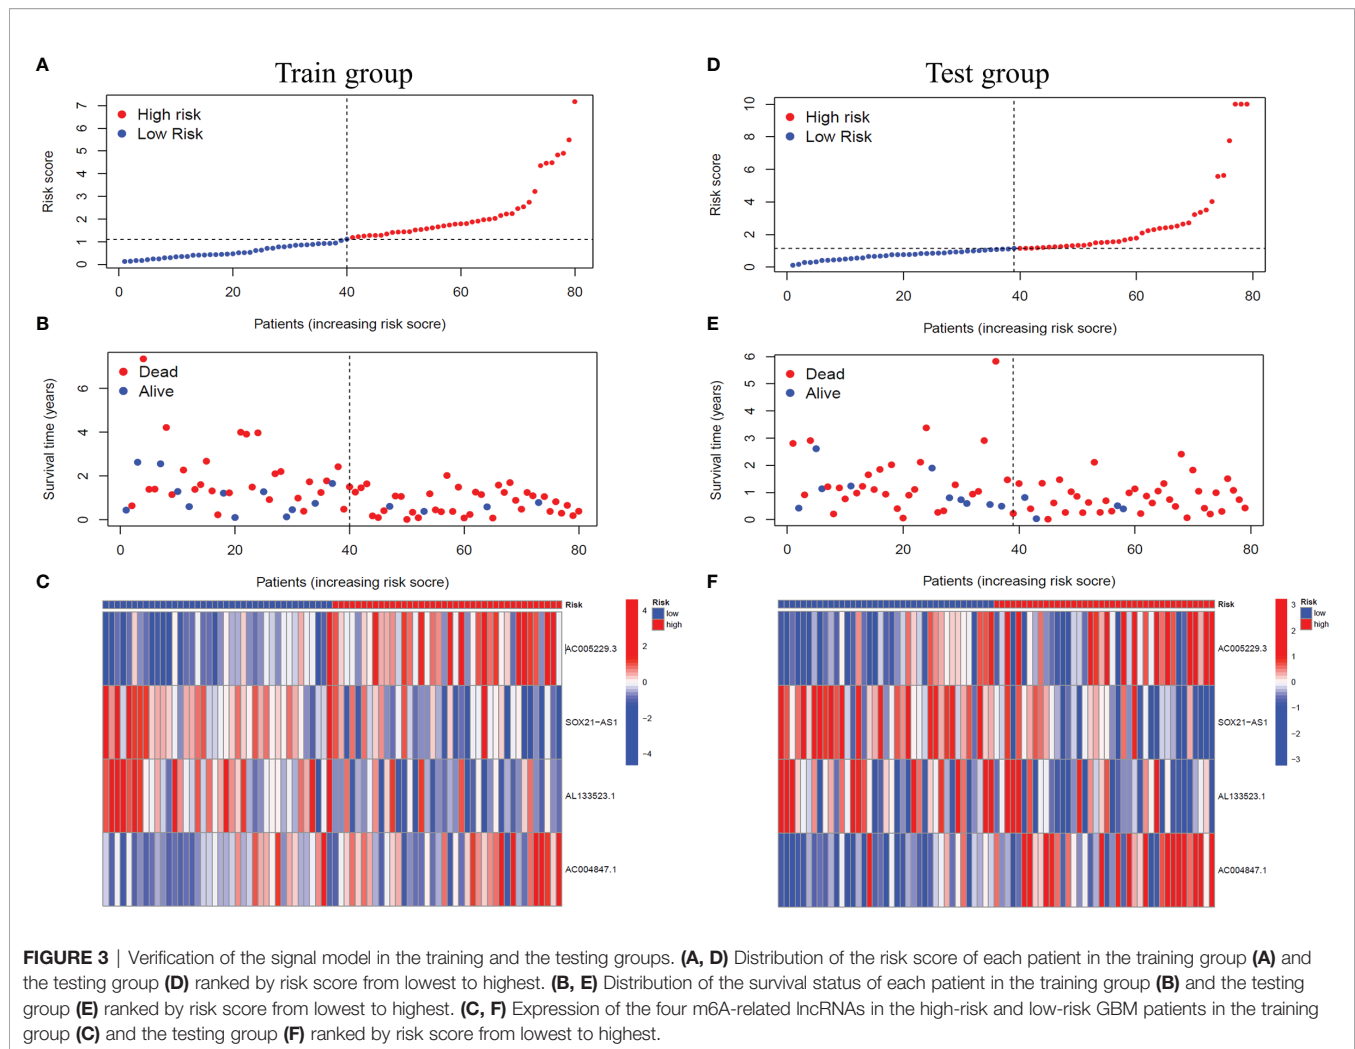 A
Train group
High risk
Low Risk
Risk score
0
1
2
3
4
5
6
7
0
20
40
60
80
Patients (increasing risk socre)
D
Test group
High risk
Low Risk
Risk score
0
2
4
6
8
10
0
20
40
60
80
Patients (increasing risk socre)
B
Dead
Alive
Survival time (years)
0
2
4
6
0
20
40
60
80
Patients (increasing risk socre)
E
Dead
Alive
Survival time (years)
0
1
2
3
4
5
6
0
20
40
60
80
Patients (increasing risk socre)
C
Risk
AC005229.3
SOX21-AS1
AL133523.1
AC004847.1
4
2
0
-2
-4
Risk
low
high
F
Risk
AC005229.3
SOX21-AS1
AL133523.1
AC004847.1
3
2
1
0
-1
-2
-3
Risk
low
high
FIGURE 3 | Verification of the signal model in the training and the testing groups. (A, D) Distribution of the risk score of each patient in the training group (A) and
the testing group (D) ranked by risk score from lowest to highest. (B, E) Distribution of the survival status of each patient in the training group (B) and the testing
group (E) ranked by risk score from lowest to highest. (C, F) Expression of the four m6A-related lncRNAs in the high-risk and low-risk GBM patients in the training
group (C) and the testing group (F) ranked by risk score from lowest to highest.